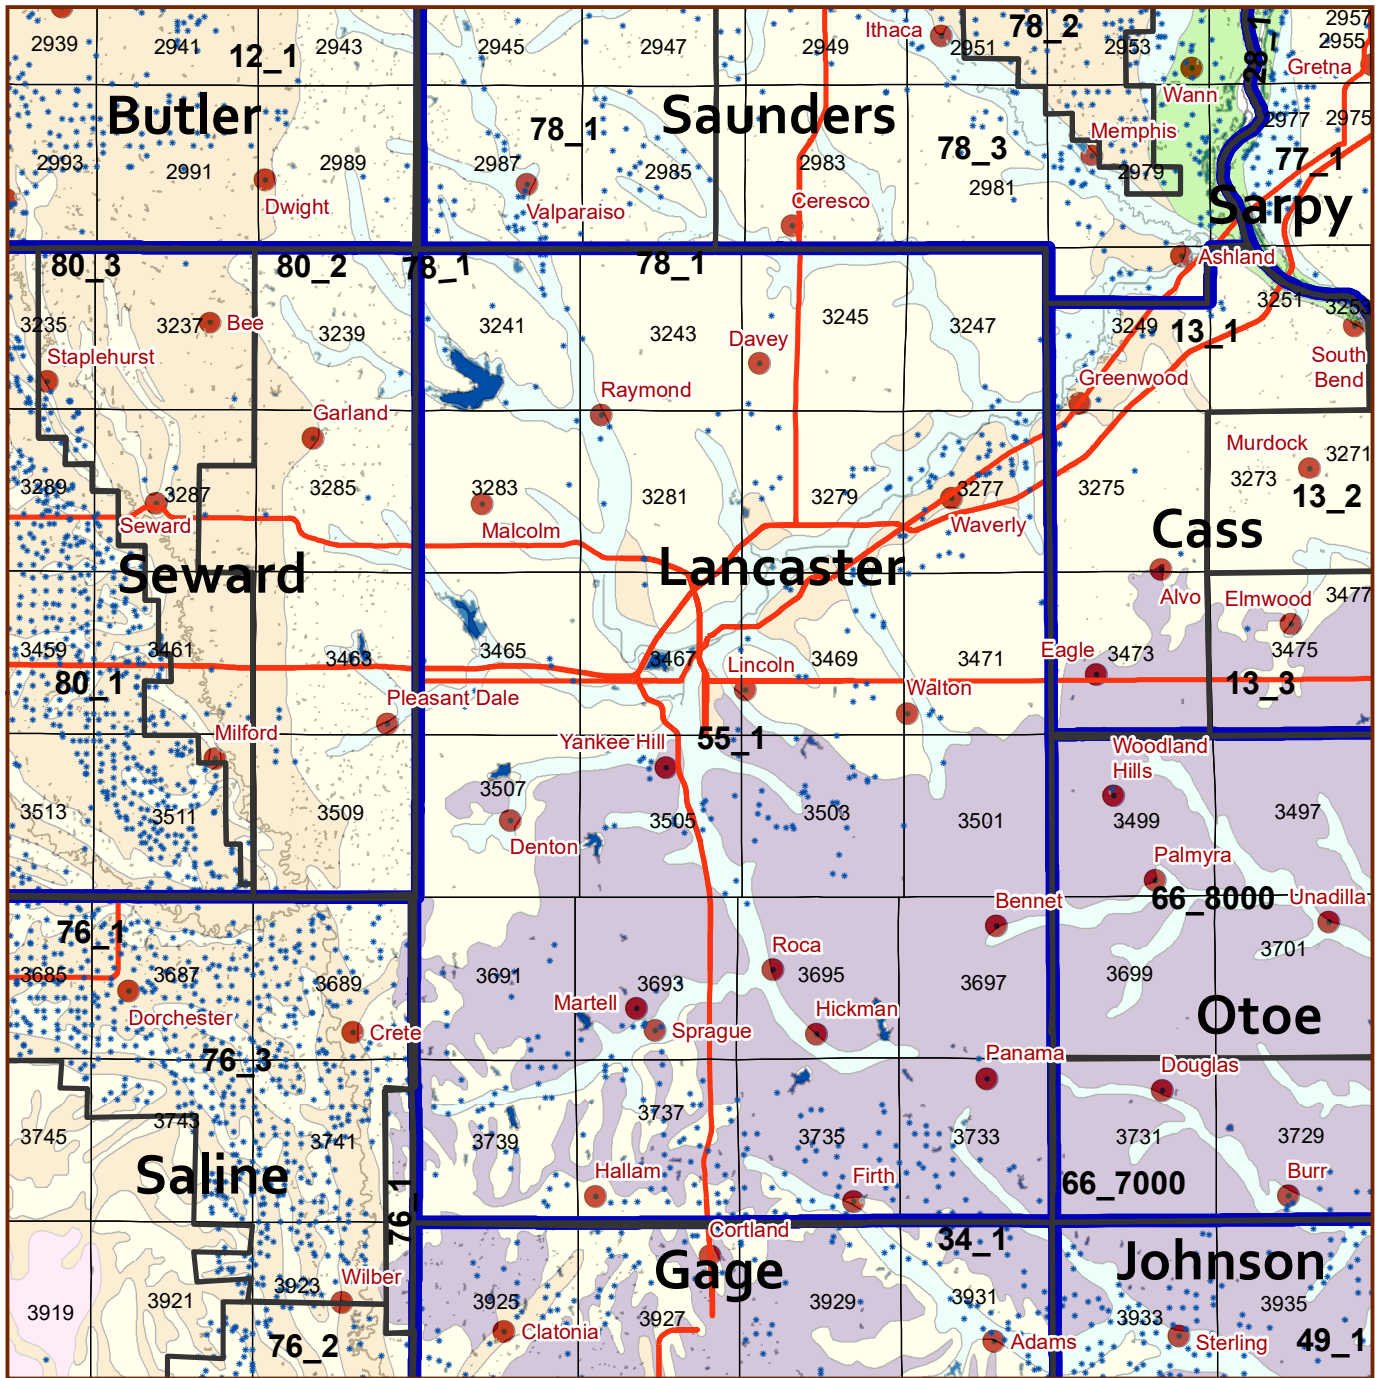 2939
2941
12_1
2943
2945
2947
2949
Ithaca
2951
78_2
2953
28_1
2957
2955
Gretna
Wann
Butler
78_1
Saunders
78_3
Memphis
2977
2975
77_1
2993
2991
2989
2987
2985
2983
2981
2979
Dwight
Valparaiso
Ceresco
Sarpy
Ashland
80_3
80_2
78_1
78_1
3251
3253
3235
3237
Bee
3239
3241
3243
3245
3247
3249
13_1
Staplehurst
Davey
South
Bend
Raymond
Greenwood
Garland
Murdock
3271
3273
13_2
3289
3287
3285
3283
3281
3279
3277
3275
Seward
Malcolm
Waverly
Cass
Seward
Lancaster
Alvo
Elmwood
3477
3459
3461
3463
3465
3467
Lincoln
3469
3471
Eagle
3473
3475
80_1
13_3
Pleasant Dale
Walton
Milford
Yankee Hill
55_1
Woodland
Hills
3507
3513
3511
3509
3505
3503
3501
3499
3497
Denton
Palmyra
66_8000
Unadilla
Bennet
76_1
3701
Roca
3685
3687
3689
3691
3693
3695
3697
3699
Martell
Hickman
Dorchester
Crete
Sprague
Otoe
76_3
Panama
Douglas
3745
3743
3741
3739
3737
3735
3733
3731
3729
Saline
Hallam
Firth
66_7000
Burr
76_1
Cortland
34_1
Gage
Johnson
Wilber
3923
3919
3921
3925
3927
3929
3931
3933
3935
76_2
Clatonia
Adams
Sterling
49_1